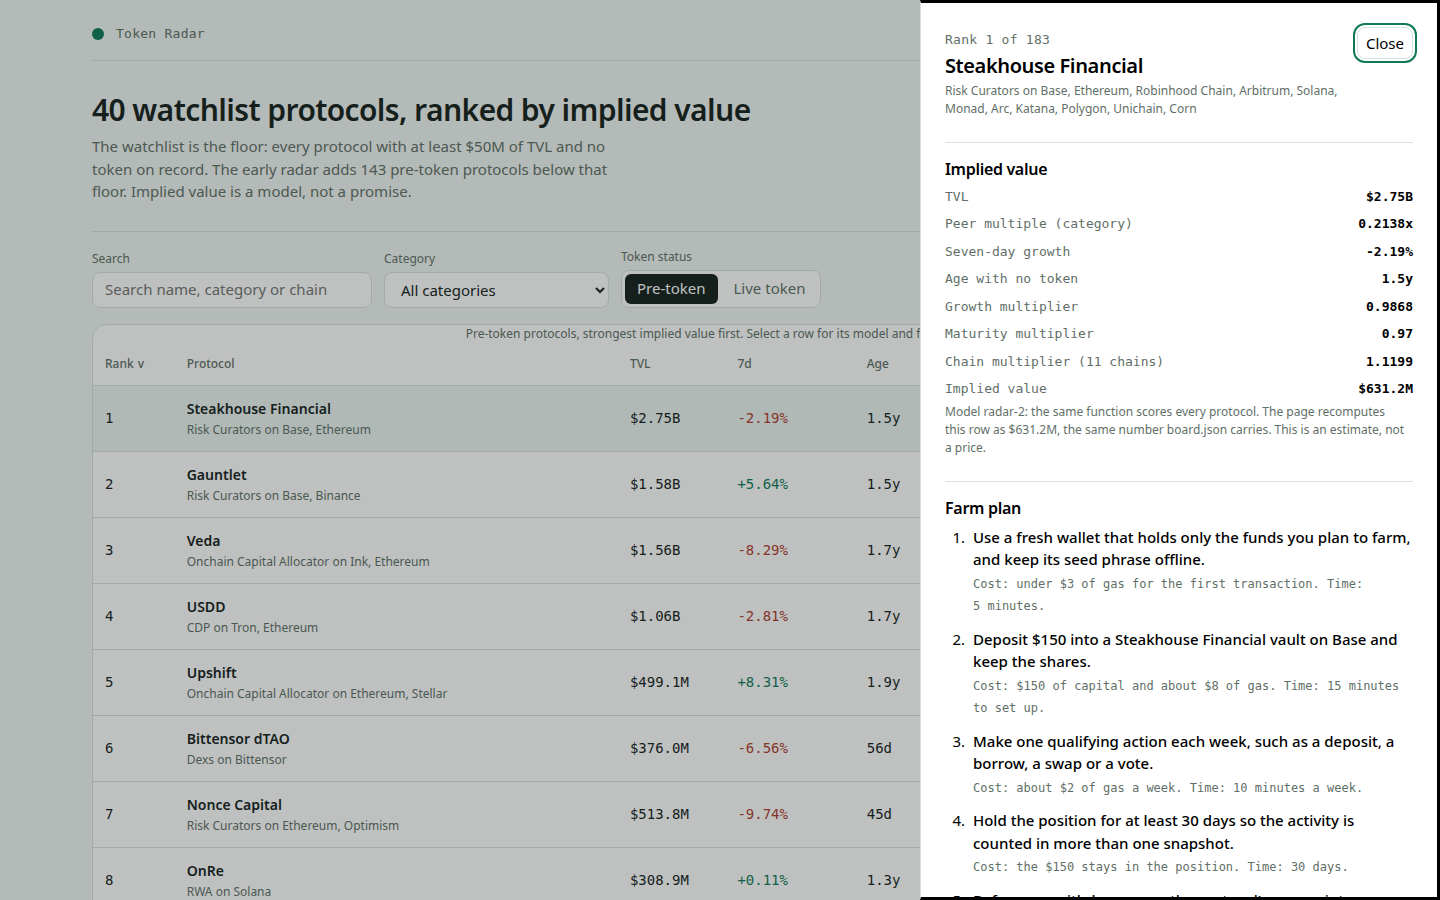 Token Radar
40 watchlist protocols, ranked by implied value
The watchlist is the floor: every protocol with at least $50M of TVL and no
token on record. The early radar adds 143 pre-token protocols below that
floor. Implied value is a model, not a promise.
Search
Category
Token status
Search name, category or chain
All categories
Pre-token
Live token
Pre-token protocols, strongest implied value first. Select a row for its model and f
Rank v
Protocol
TVL
7d
Age
1
Steakhouse Financial
Risk Curators on Base, Ethereum
$2.75B
-2.19%
1.5y
2
Gauntlet
Risk Curators on Base, Binance
$1.58B
+5.64%
1.5y
3
Veda
Onchain Capital Allocator on Ink, Ethereum
$1.56B
-8.29%
1.7y
4
USDD
CDP on Tron, Ethereum
$1.06B
-2.81%
1.7y
5
Upshift
Onchain Capital Allocator on Ethereum, Stellar
$499.1M
+8.31%
1.9y
6
Bittensor dTAO
Dexs on Bittensor
$376.0M
-6.56%
56d
7
Nonce Capital
Risk Curators on Ethereum, Optimism
$513.8M
-9.74%
45d
8
OnRe
RWA on Solana
$308.9M
+0.11%
1.3y
Rank 1 of 183
Close
Steakhouse Financial
Risk Curators on Base, Ethereum, Robinhood Chain, Arbitrum, Solana,
Monad, Arc, Katana, Polygon, Unichain, Corn
Implied value
TVL $2.75B
Peer multiple (category) 0.2138x
Seven-day growth -2.19%
Age with no token 1.5y
Growth multiplier 0.9868
Maturity multiplier 0.97
Chain multiplier (11 chains) 1.1199
Implied value $631.2M
Model radar-2: the same function scores every protocol. The page recomputes
this row as $631.2M, the same number board.json carries. This is an estimate, not
a price.
Farm plan
1. Use a fresh wallet that holds only the funds you plan to farm,
and keep its seed phrase offline.
Cost: under $3 of gas for the first transaction. Time:
5 minutes.
2. Deposit $150 into a Steakhouse Financial vault on Base and
keep the shares.
Cost: $150 of capital and about $8 of gas. Time: 15 minutes
to set up.
3. Make one qualifying action each week, such as a deposit, a
borrow, a swap or a vote.
Cost: about $2 of gas a week. Time: 10 minutes a week.
4. Hold the position for at least 30 days so the activity is
counted in more than one snapshot.
Cost: the $150 stays in the position. Time: 30 days.